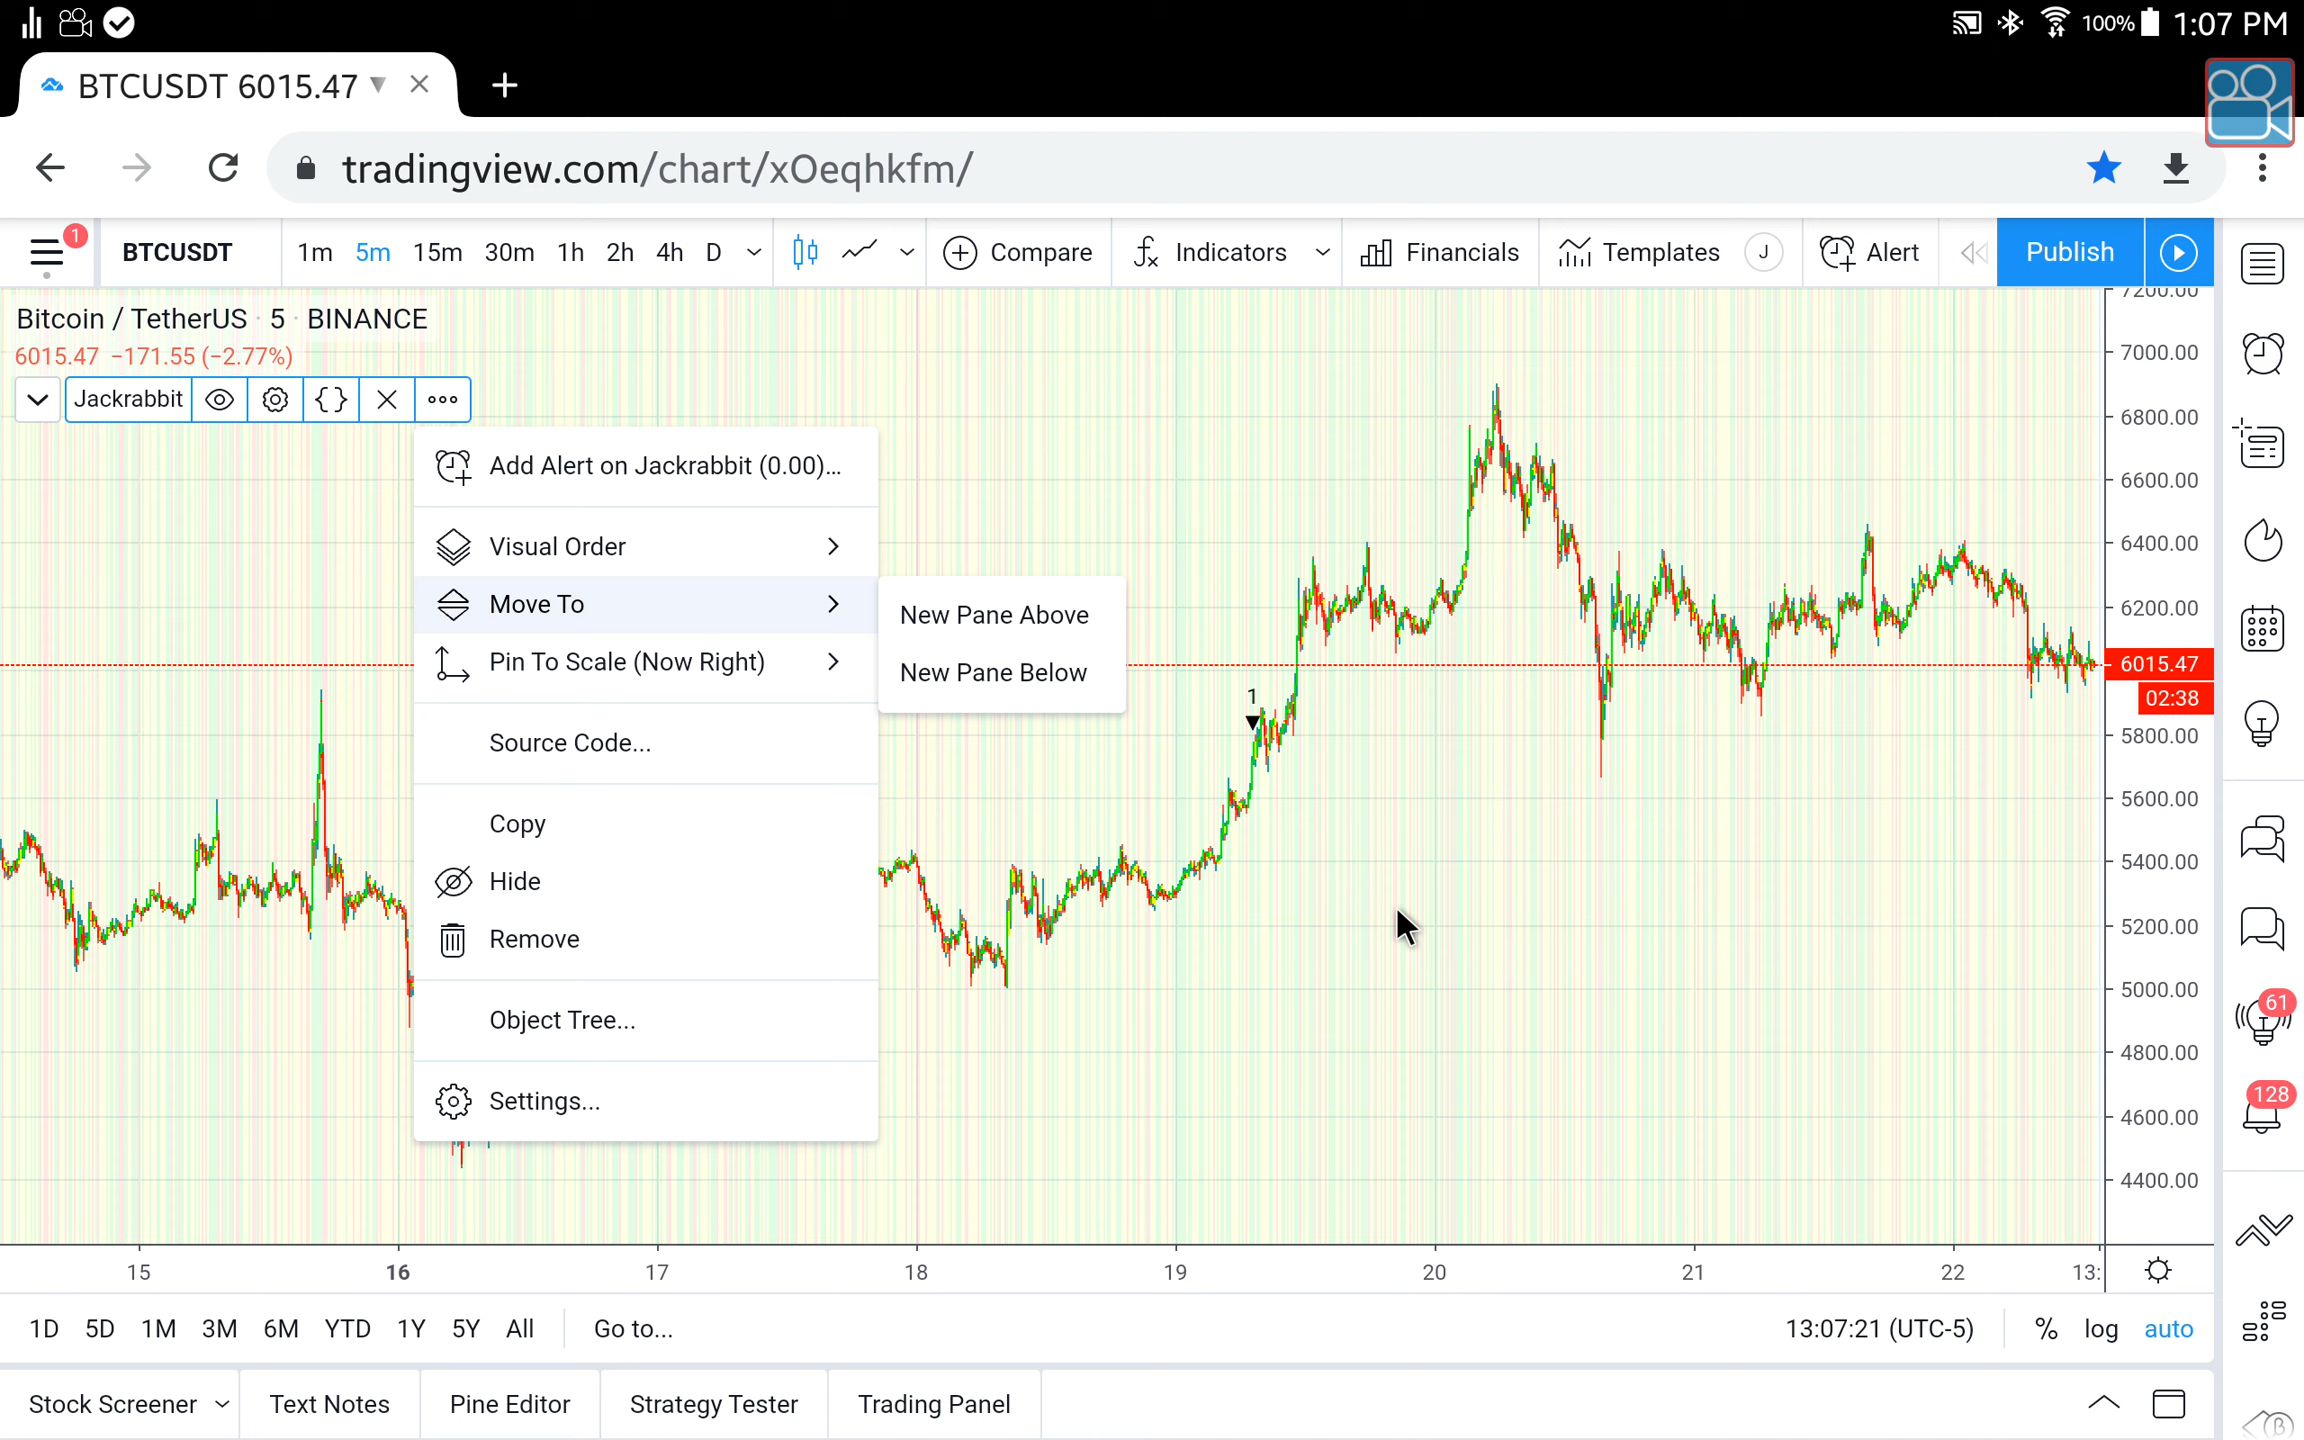 100% 1:07 PM
BTCUSDT 6015.47 ▼
tradingview.com/chart/xOeqhkfm/
1
BTCUSDT 1m 5m 15m 30m 1h 2h 4h D Compare Indicators Financials Templates J Alert Publish
Bitcoin / TetherUS · 5 · BINANCE
6015.47 −171.55 (−2.77%)
Jackrabbit {}
Add Alert on Jackrabbit (0.00)...
Visual Order
Move To
Pin To Scale (Now Right)
Source Code...
Copy
Hide
Remove
Object Tree...
Settings...
New Pane Above
New Pane Below
1
7200.00
7000.00
6800.00
6600.00
6400.00
6200.00
6015.47
02:38
5800.00
5600.00
5400.00
5200.00
5000.00
4800.00
4600.00
4400.00
61
128
15 16 17 18 19 20 21 22 13:
1D 5D 1M 3M 6M YTD 1Y 5Y All Go to... 13:07:21 (UTC-5) % log auto
Stock Screener Text Notes Pine Editor Strategy Tester Trading Panel
β